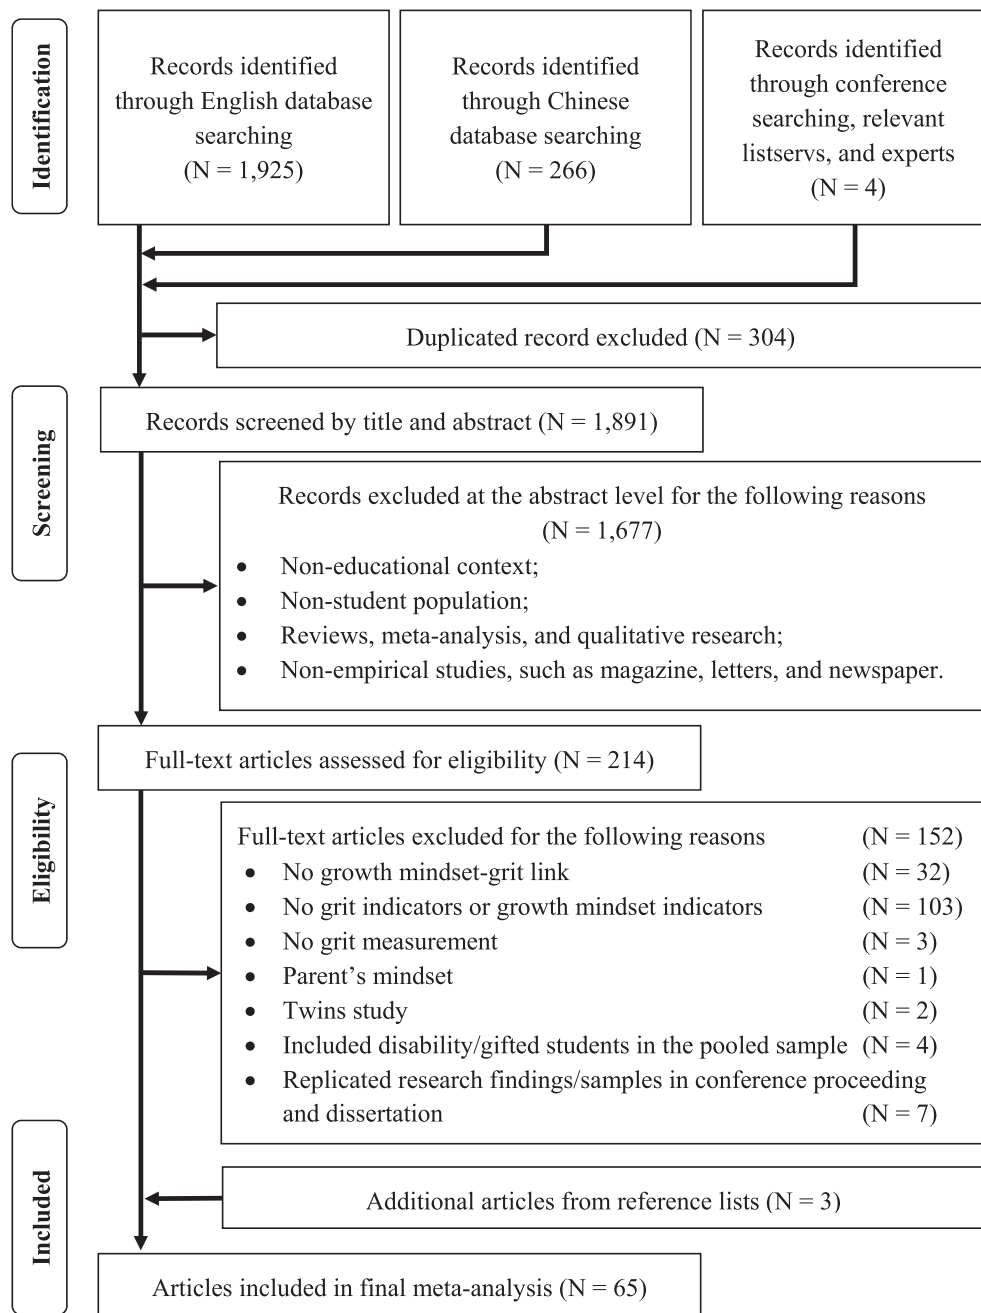 Identification
Records identified
through English database
searching
(N = 1,925)
Records identified
through Chinese
database searching
(N = 266)
Records identified
through conference
searching, relevant
listservs, and experts
(N = 4)
Duplicated record excluded (N = 304)
Screening
Records screened by title and abstract (N = 1,891)
Records excluded at the abstract level for the following reasons
(N = 1,677)
• Non-educational context;
• Non-student population;
• Reviews, meta-analysis, and qualitative research;
• Non-empirical studies, such as magazine, letters, and newspaper.
Eligibility
Full-text articles assessed for eligibility (N = 214)
Full-text articles excluded for the following reasons (N = 152)
• No growth mindset-grit link (N = 32)
• No grit indicators or growth mindset indicators (N = 103)
• No grit measurement (N = 3)
• Parent’s mindset (N = 1)
• Twins study (N = 2)
• Included disability/gifted students in the pooled sample (N = 4)
• Replicated research findings/samples in conference proceeding
and dissertation (N = 7)
Included
Additional articles from reference lists (N = 3)
Articles included in final meta-analysis (N = 65)